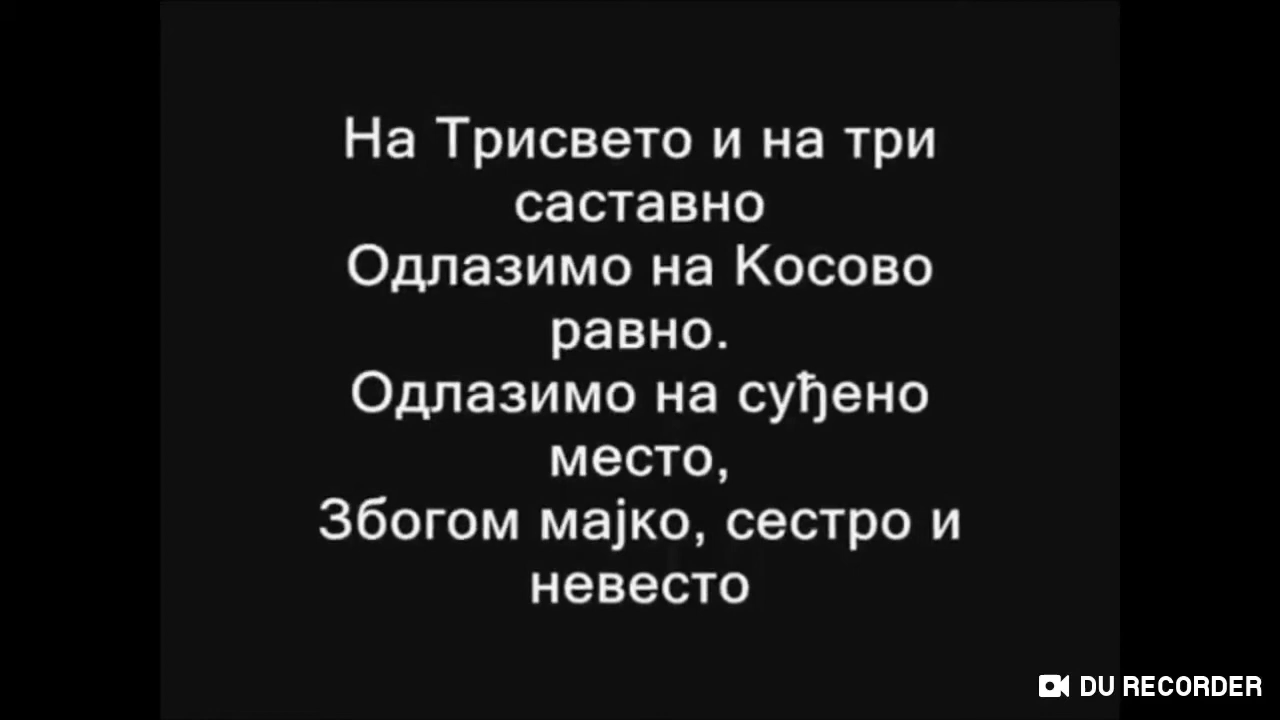 На Трисвето и на три
саставно
Одлазимо на Косово
равно.
Одлазимо на суђено
место,
Збогом мајко, сестро и
невесто
DU RECORDER